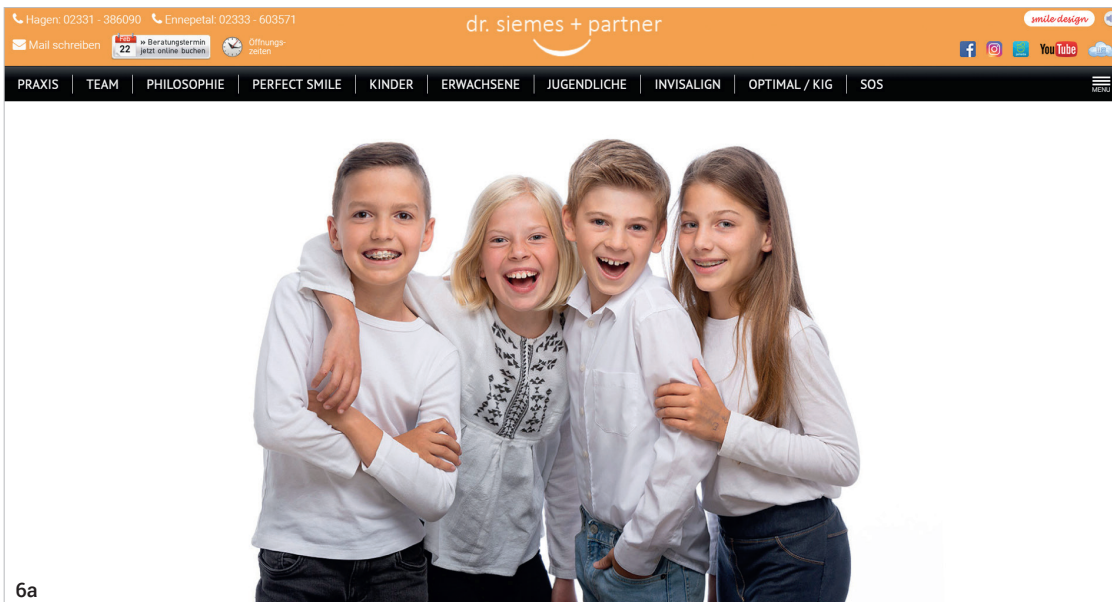 Hagen: 02331 - 386090 Ennepetal: 02333 - 603571
dr. siemes + partner
smile design
Mail schreiben
Feb
22
» Beratungstermin
jetzt online buchen
Öffnungs-
zeiten
You Tube
PRAXIS TEAM PHILOSOPHIE PERFECT SMILE KINDER ERWACHSENE JUGENDLICHE INVISALIGN OPTIMAL / KIG SOS
MENU
6a